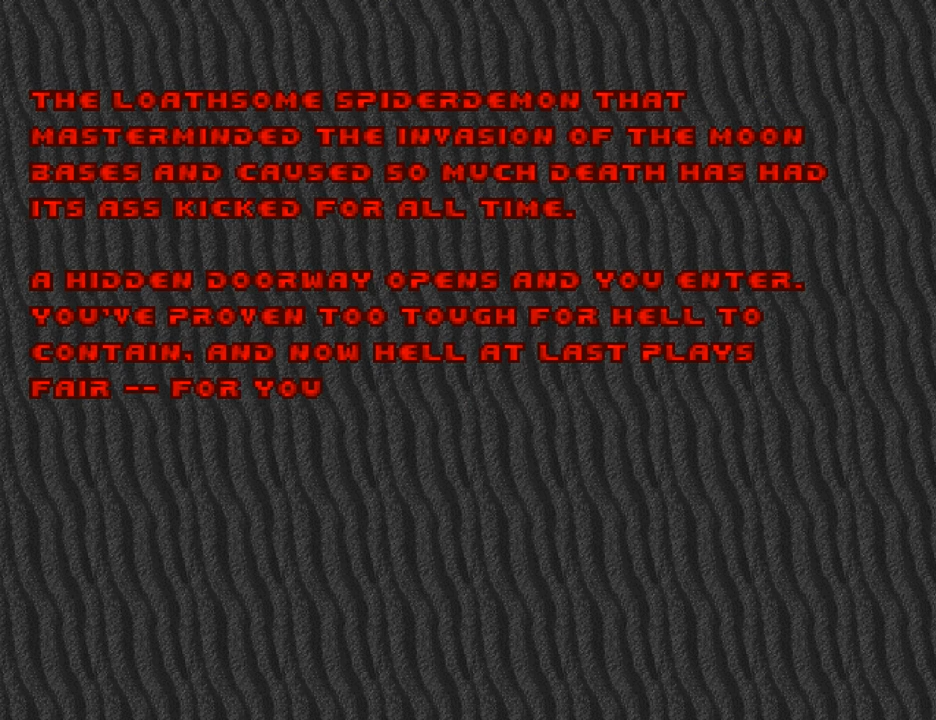 THE LOATHSOME SPIDERDEMON THAT
MASTERMINDED THE INVASION OF THE MOON
BASES AND CAUSED SO MUCH DEATH HAS HAD
ITS ASS KICKED FOR ALL TIME.
A HIDDEN DOORWAY OPENS AND YOU ENTER.
YOU'VE PROVEN TOO TOUGH FOR HELL TO
CONTAIN, AND NOW HELL AT LAST PLAYS
FAIR -- FOR YOU